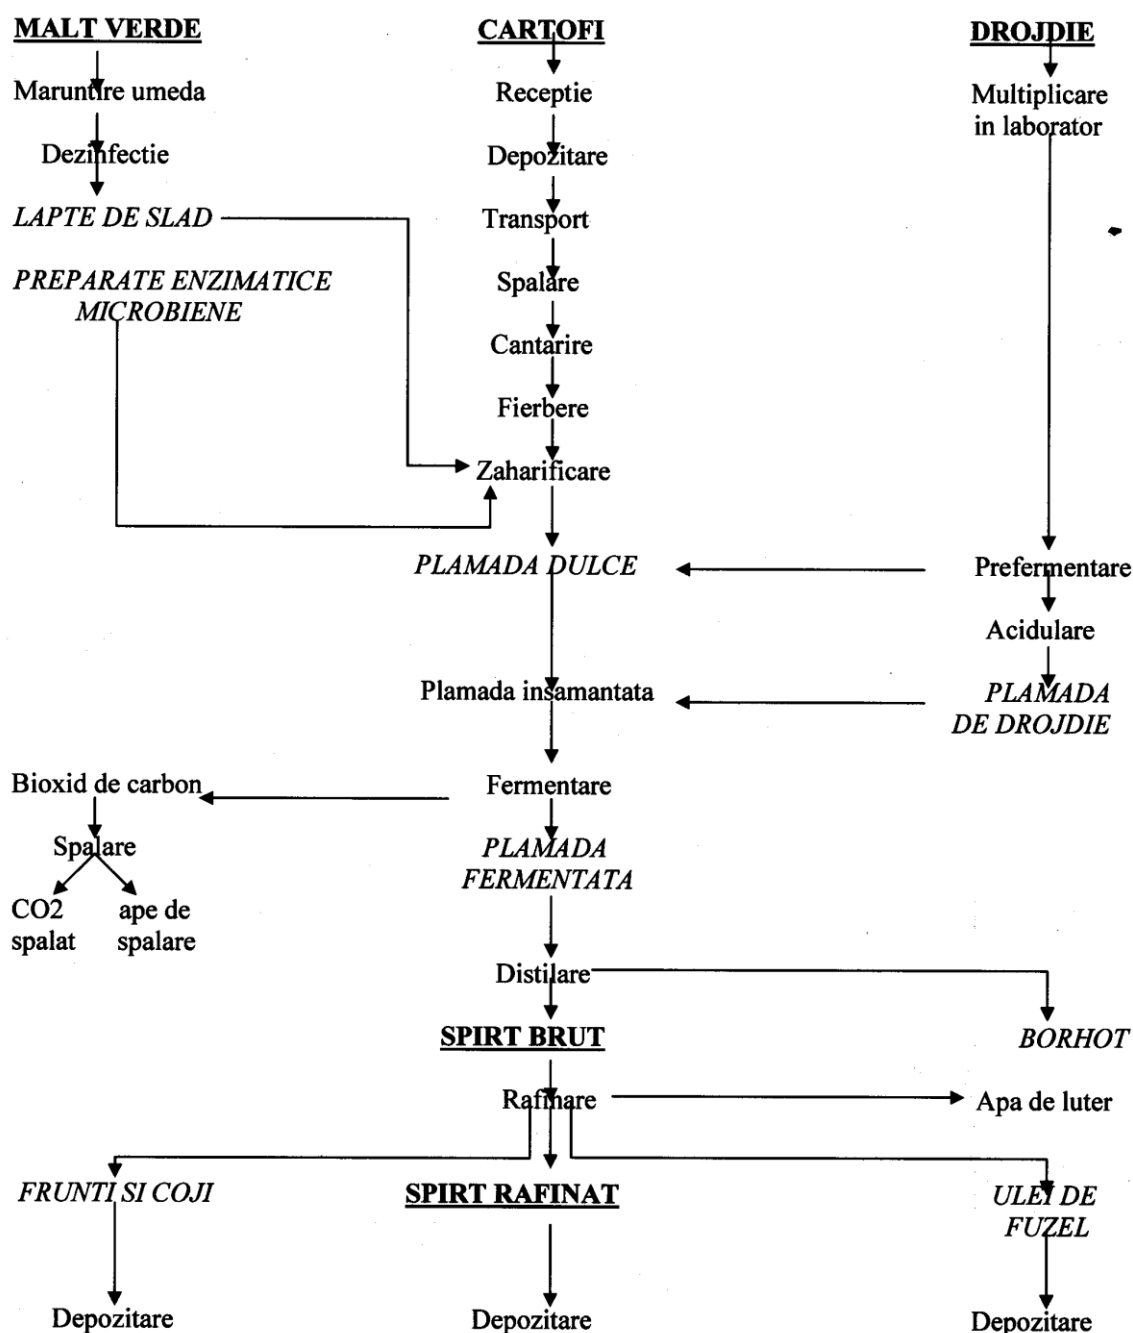 MALT VERDE
CARTOFI
DROJDIE
Maruntire umeda
Receptie
Multiplicare
in laborator
Dezinfectie
Depozitare
LAPTE DE SLAD
Transport
PREPARATE ENZIMATICE
MICROBIENE
Spalare
Cantarire
Fierbere
Zaharificare
PLAMADA DULCE
Prefermentare
Acidulare
Plamada insamantata
PLAMADA
DE DROJDIE
Bioxid de carbon
Fermentare
Spalare
PLAMADA
FERMENTATA
CO2
spalat
ape de
spalare
Distilare
SPIRT BRUT
BORHOT
Rafinare
Apa de luter
FRUNTI SI COJI
SPIRT RAFINAT
ULEI DE
FUZEL
Depozitare
Depozitare
Depozitare